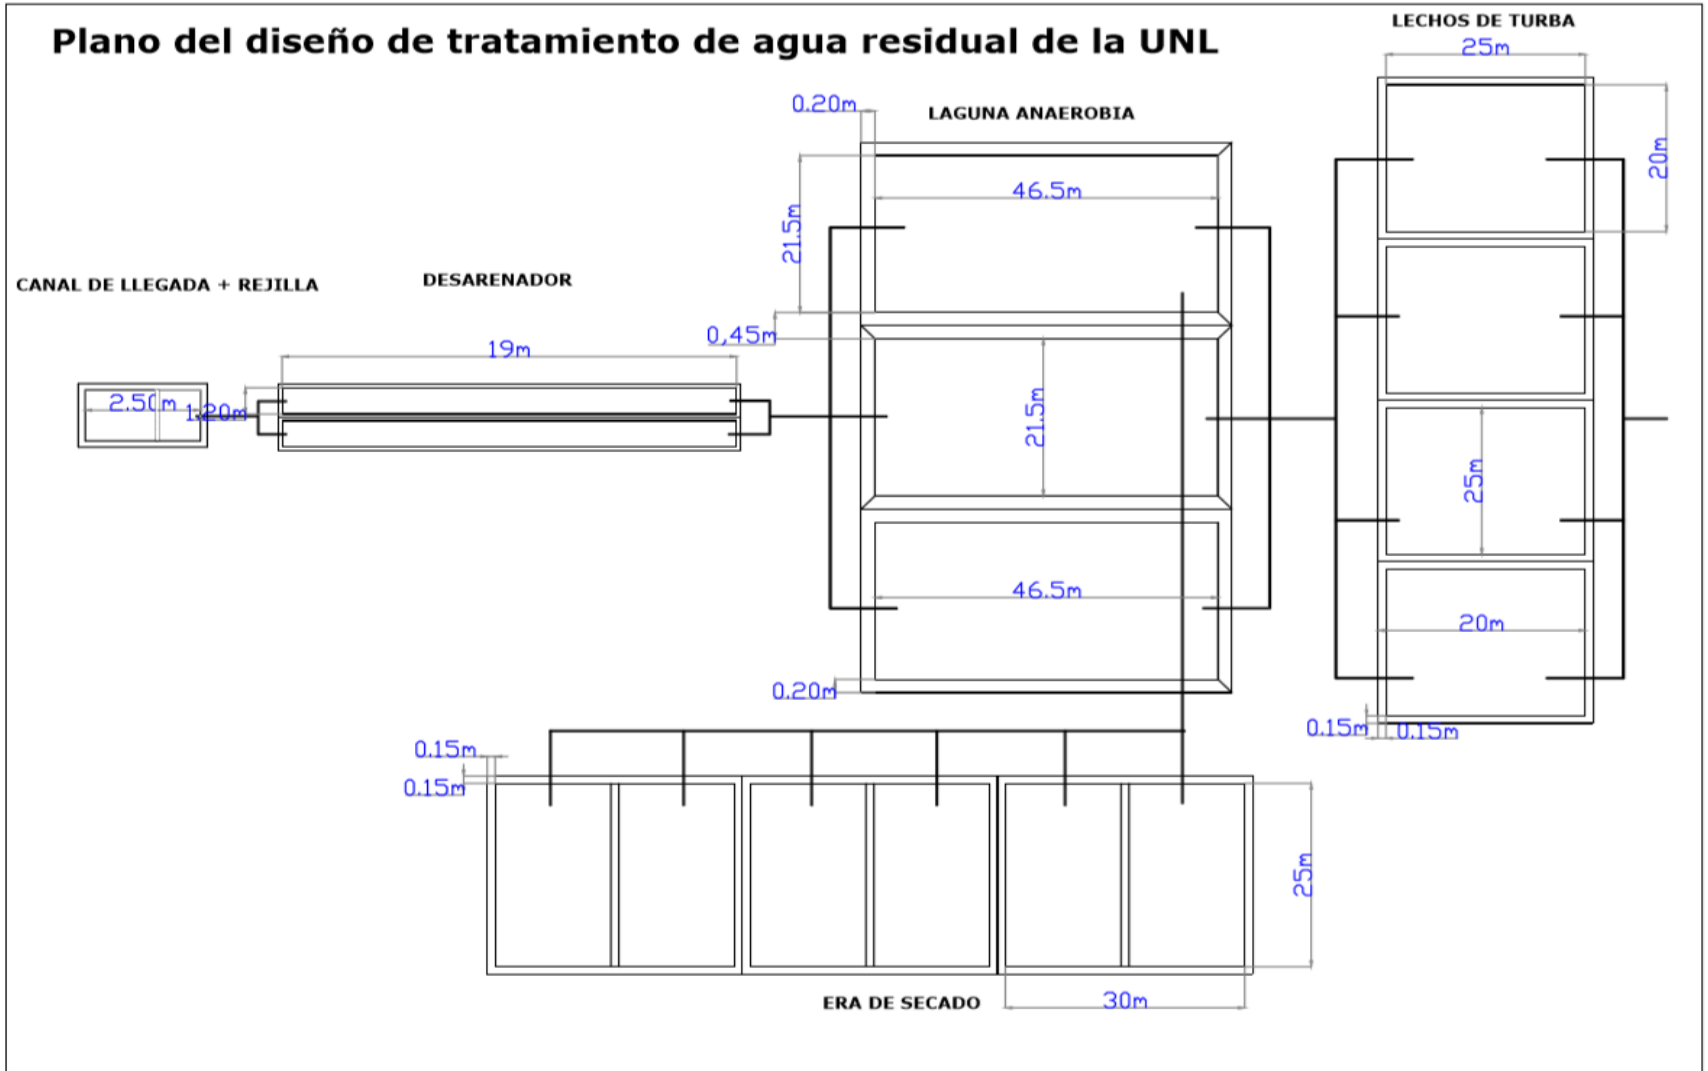 Plano del diseño de tratamiento de agua residual de la UNL
LECHOS DE TURBA
25m
0.20m
LAGUNA ANAEROBIA
20m
46.5m
21.5m
CANAL DE LLEGADA + REJILLA
DESARENADOR
0,45m
19m
2.50m
1.20m
21.5m
25m
46.5m
20m
0.20m
0.15m
0.15m
0.15m
0.15m
25m
ERA DE SECADO
30m